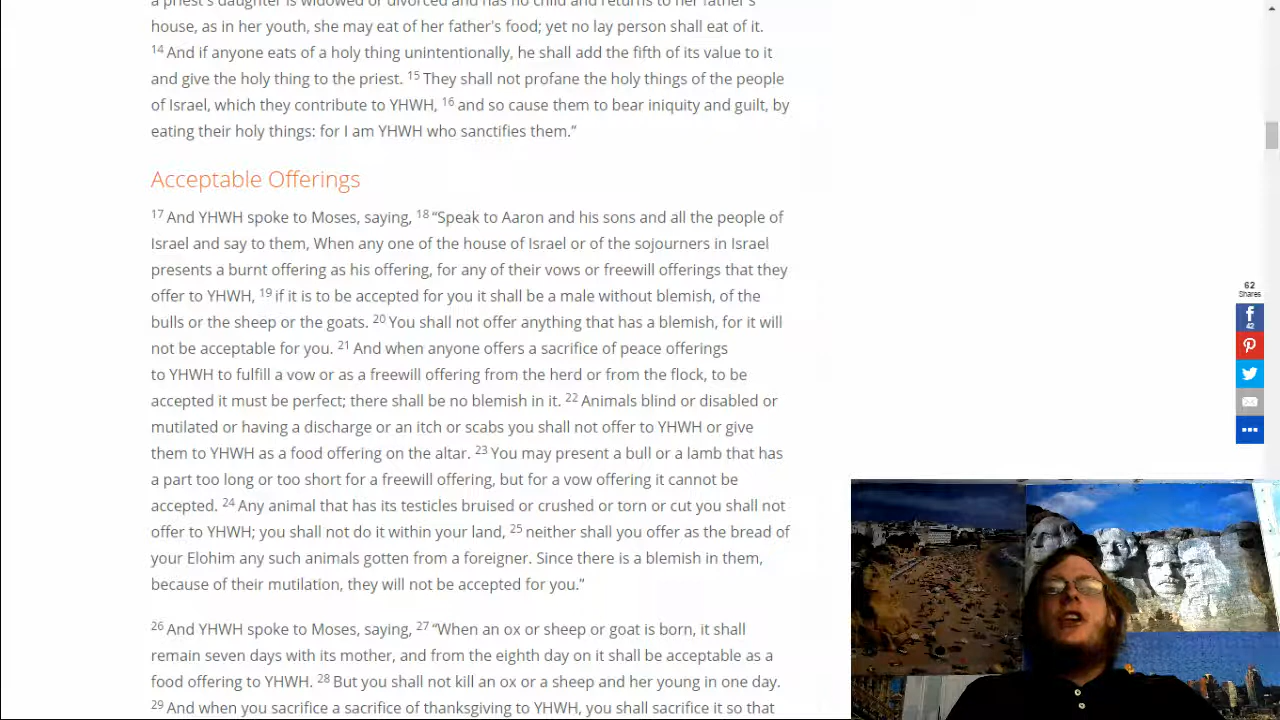 a priest's daughter is widowed or divorced and has no child and returns to her father's
house, as in her youth, she may eat of her father's food; yet no lay person shall eat of it.
14 And if anyone eats of a holy thing unintentionally, he shall add the fifth of its value to it
and give the holy thing to the priest. 15 They shall not profane the holy things of the people
of Israel, which they contribute to YHWH, 16 and so cause them to bear iniquity and guilt, by
eating their holy things: for I am YHWH who sanctifies them.”
Acceptable Offerings
17 And YHWH spoke to Moses, saying, 18 “Speak to Aaron and his sons and all the people of
Israel and say to them, When any one of the house of Israel or of the sojourners in Israel
presents a burnt offering as his offering, for any of their vows or freewill offerings that they
offer to YHWH, 19 if it is to be accepted for you it shall be a male without blemish, of the
bulls or the sheep or the goats. 20 You shall not offer anything that has a blemish, for it will
not be acceptable for you. 21 And when anyone offers a sacrifice of peace offerings
to YHWH to fulfill a vow or as a freewill offering from the herd or from the flock, to be
accepted it must be perfect; there shall be no blemish in it. 22 Animals blind or disabled or
mutilated or having a discharge or an itch or scabs you shall not offer to YHWH or give
them to YHWH as a food offering on the altar. 23 You may present a bull or a lamb that has
a part too long or too short for a freewill offering, but for a vow offering it cannot be
accepted. 24 Any animal that has its testicles bruised or crushed or torn or cut you shall not
offer to YHWH; you shall not do it within your land, 25 neither shall you offer as the bread of
your Elohim any such animals gotten from a foreigner. Since there is a blemish in them,
because of their mutilation, they will not be accepted for you.”
26 And YHWH spoke to Moses, saying, 27 “When an ox or sheep or goat is born, it shall
remain seven days with its mother, and from the eighth day on it shall be acceptable as a
food offering to YHWH. 28 But you shall not kill an ox or a sheep and her young in one day.
29 And when you sacrifice a sacrifice of thanksgiving to YHWH, you shall sacrifice it so that
62
Shares
42